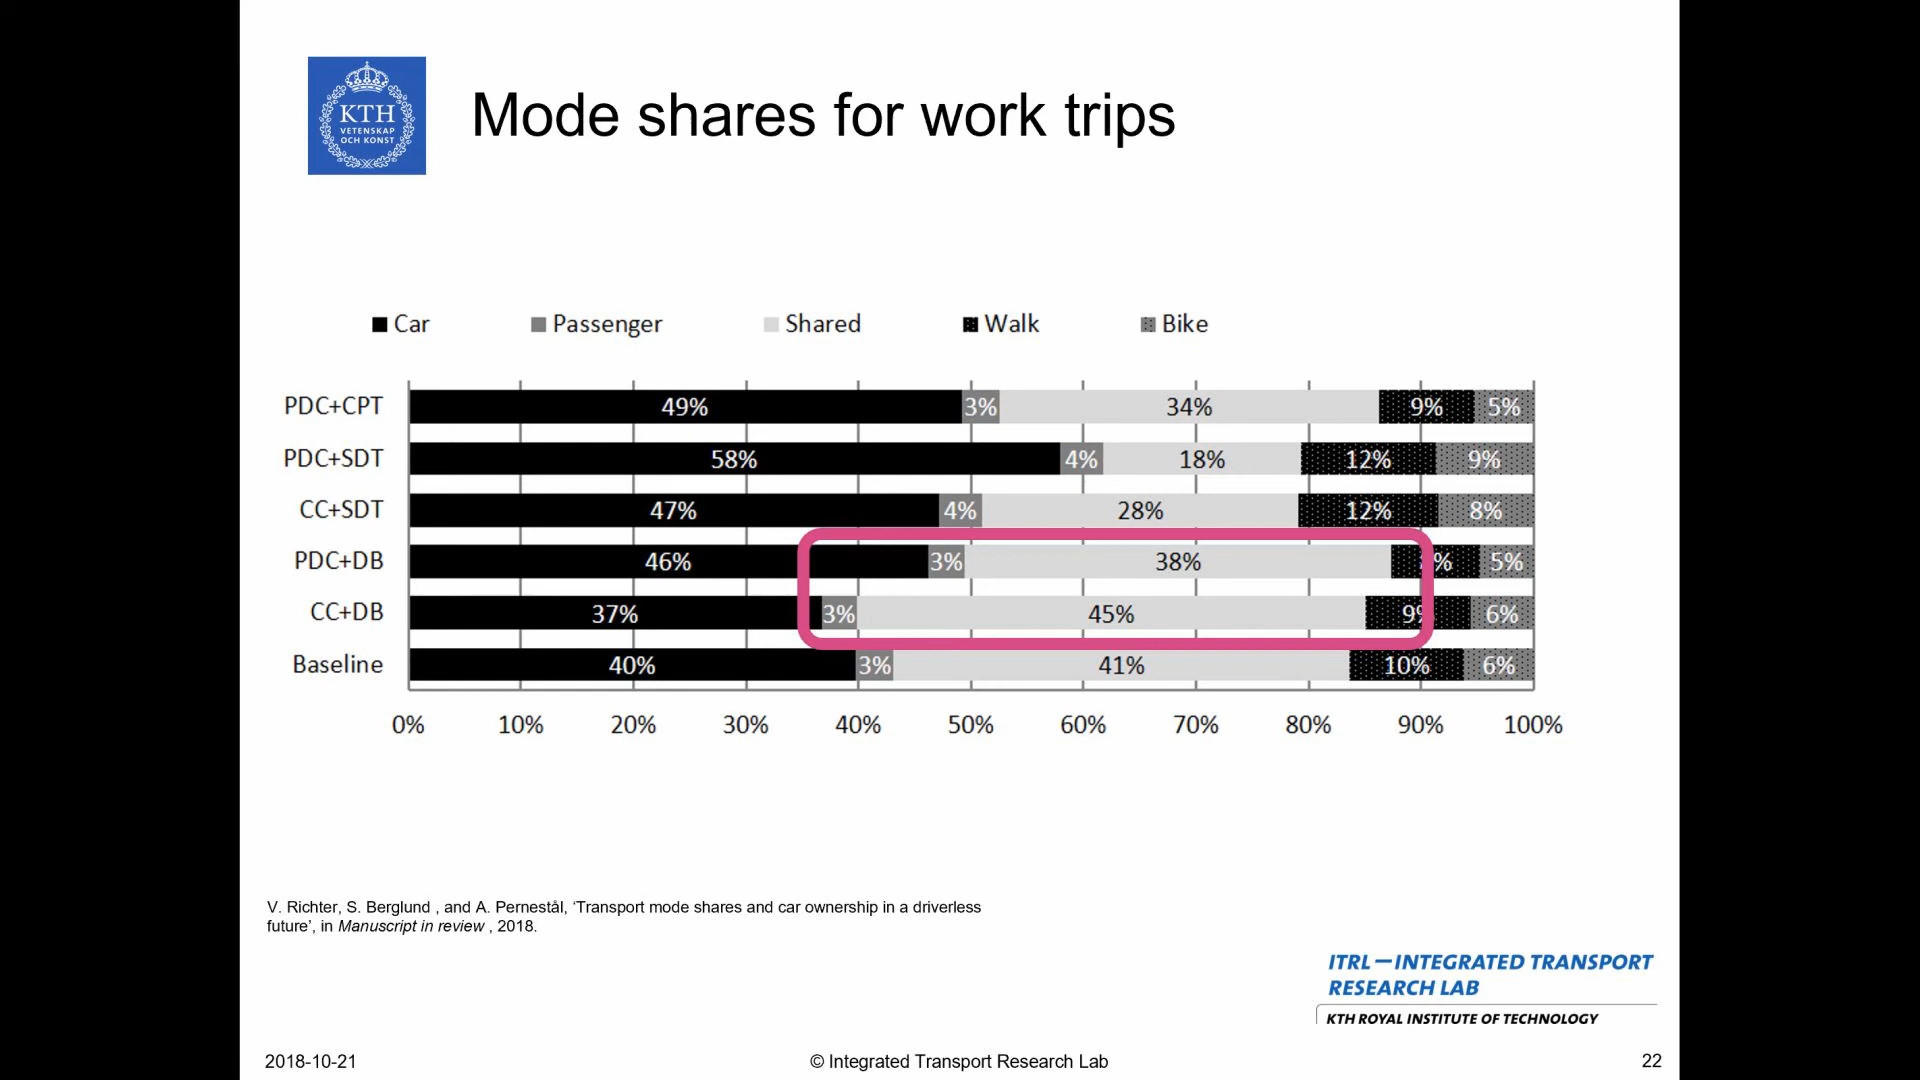 KTH
VETENSKAP
OCH KONST
Mode shares for work trips
Car Passenger Shared Walk Bike
PDC+CPT 49% 3% 34% 9% 5%
PDC+SDT 58% 4% 18% 12% 9%
CC+SDT 47% 4% 28% 12% 8%
PDC+DB 46% 3% 38% % 5%
CC+DB 37% 3% 45% 9% 6%
Baseline 40% 3% 41% 10% 6%
0% 10% 20% 30% 40% 50% 60% 70% 80% 90% 100%
V. Richter, S. Berglund , and A. Pernestål, ‘Transport mode shares and car ownership in a driverless
future’, in Manuscript in review , 2018.
ITRL — INTEGRATED TRANSPORT
RESEARCH LAB
KTH ROYAL INSTITUTE OF TECHNOLOGY
2018-10-21 © Integrated Transport Research Lab 22